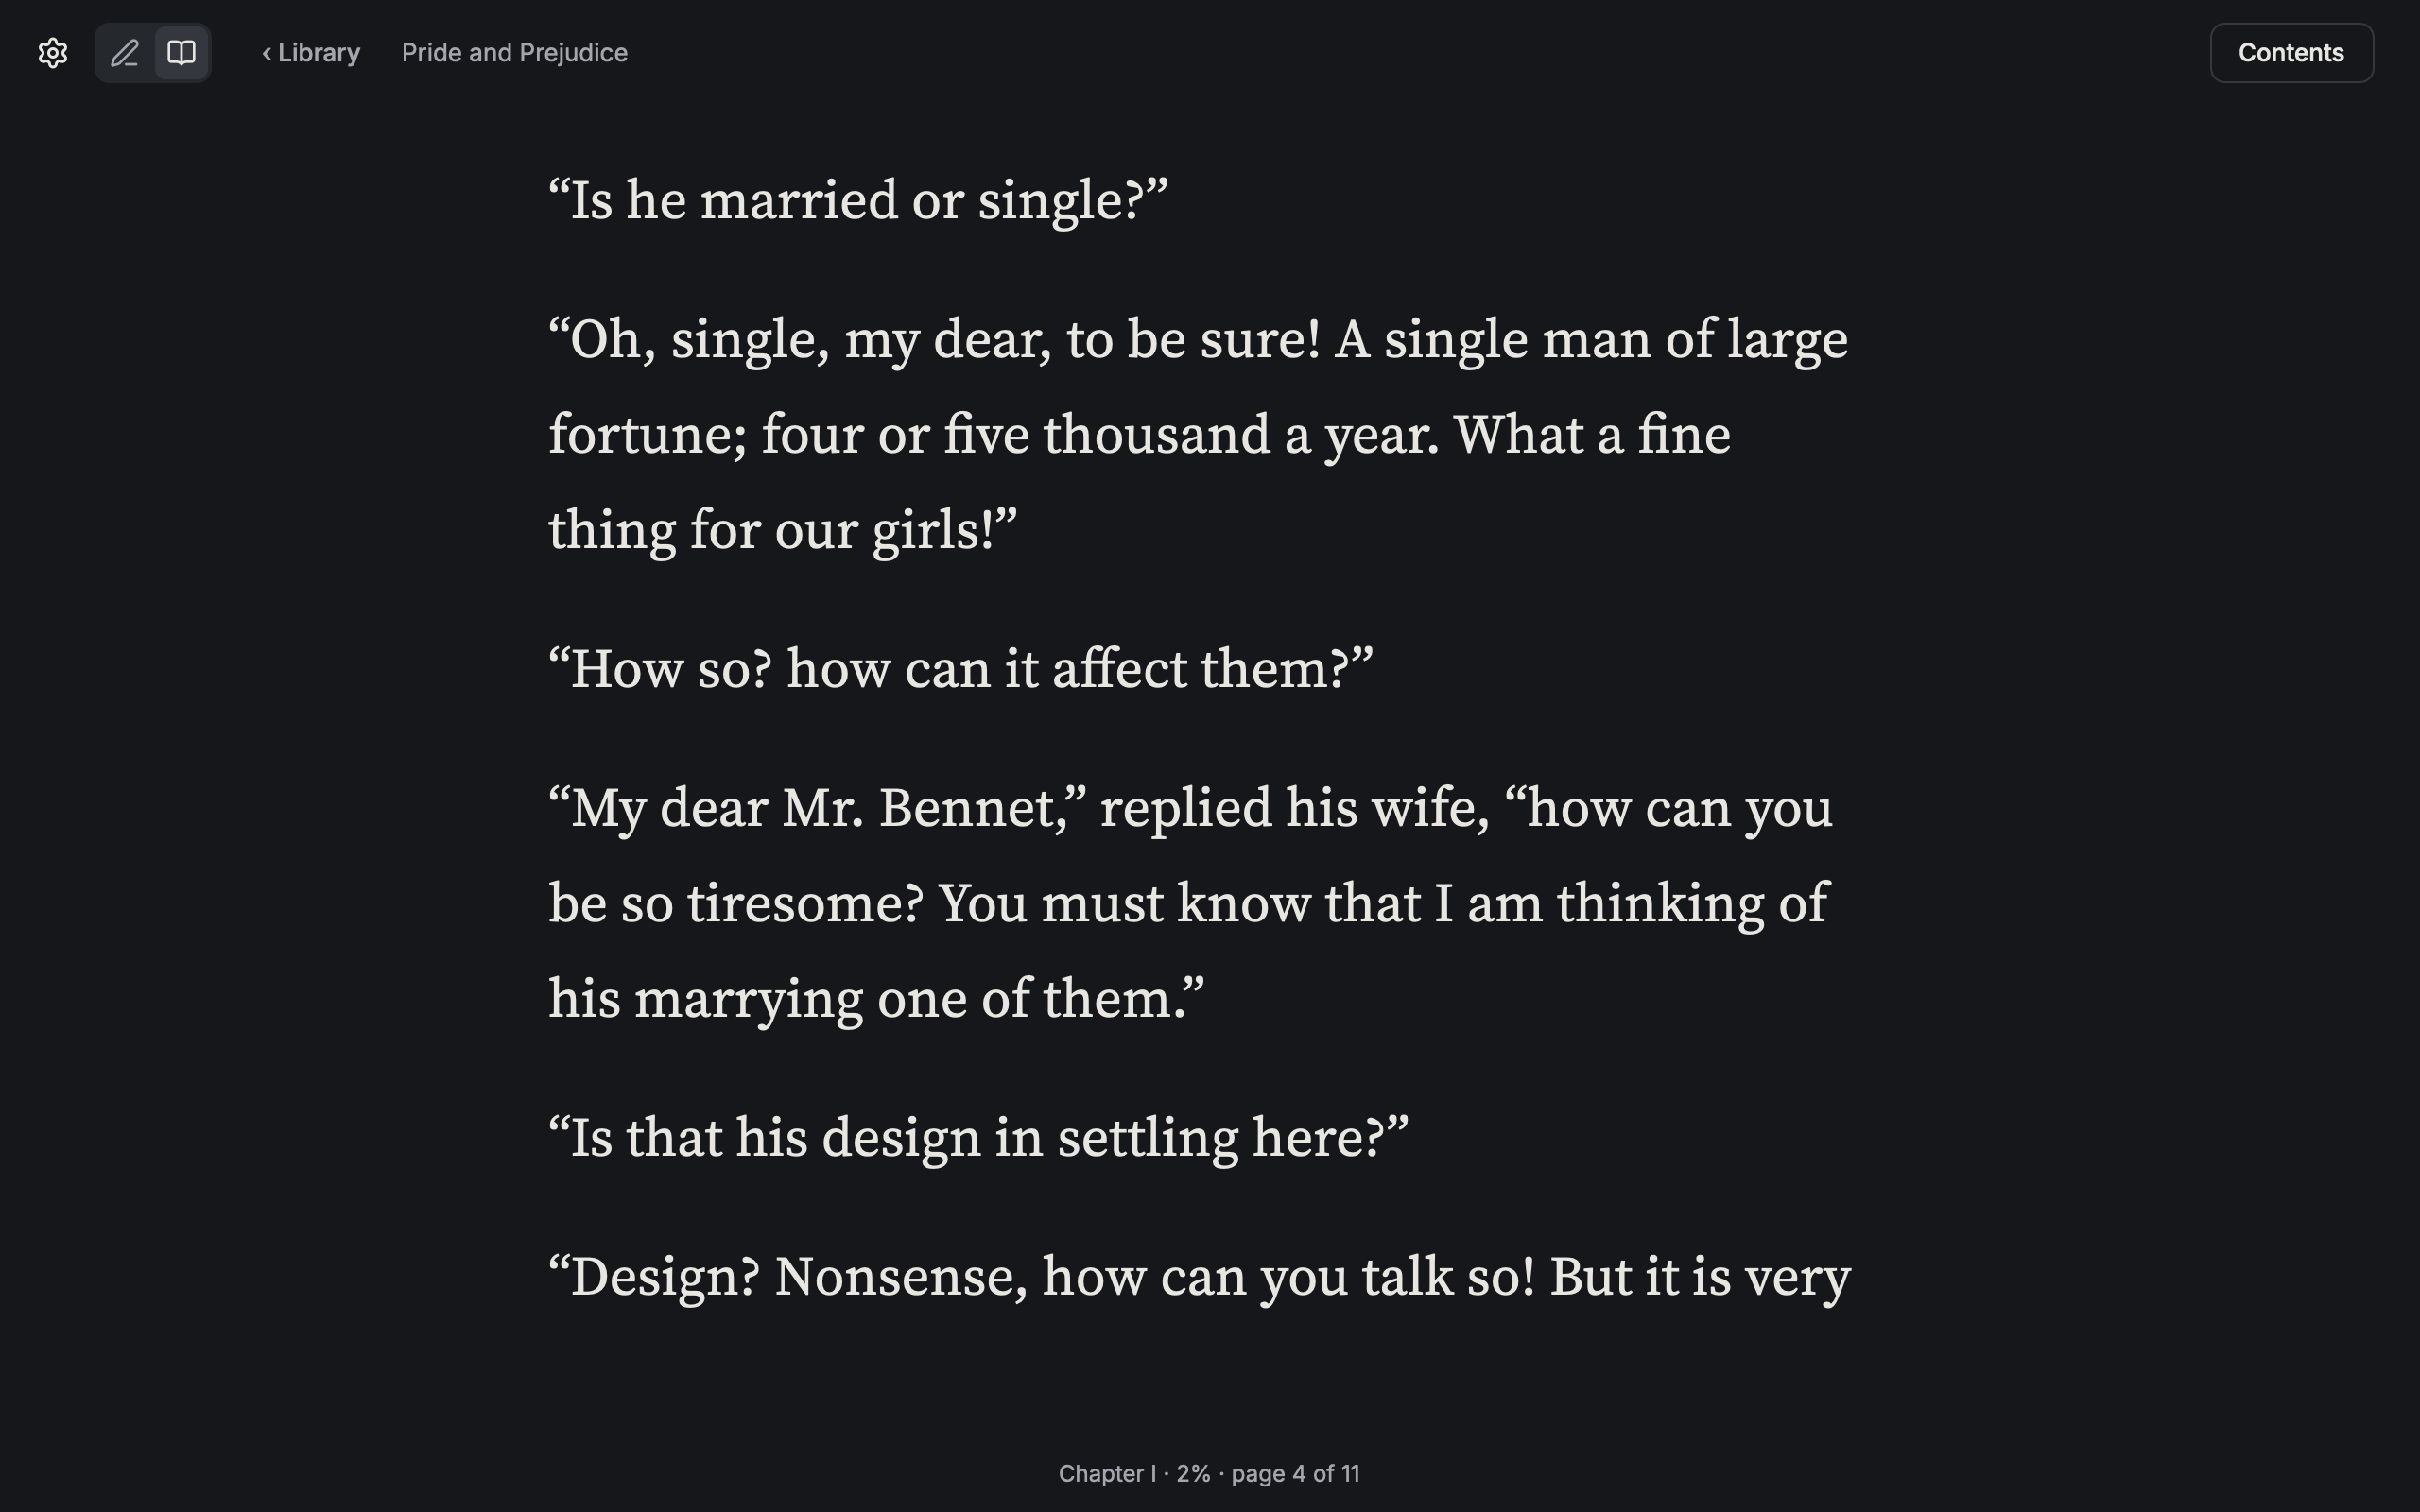 ‹ Library Pride and Prejudice Contents
“Is he married or single?”
“Oh, single, my dear, to be sure! A single man of large
fortune; four or five thousand a year. What a fine
thing for our girls!”
“How so? how can it affect them?”
“My dear Mr. Bennet,” replied his wife, “how can you
be so tiresome? You must know that I am thinking of
his marrying one of them.”
“Is that his design in settling here?”
“Design? Nonsense, how can you talk so! But it is very
Chapter I · 2% · page 4 of 11